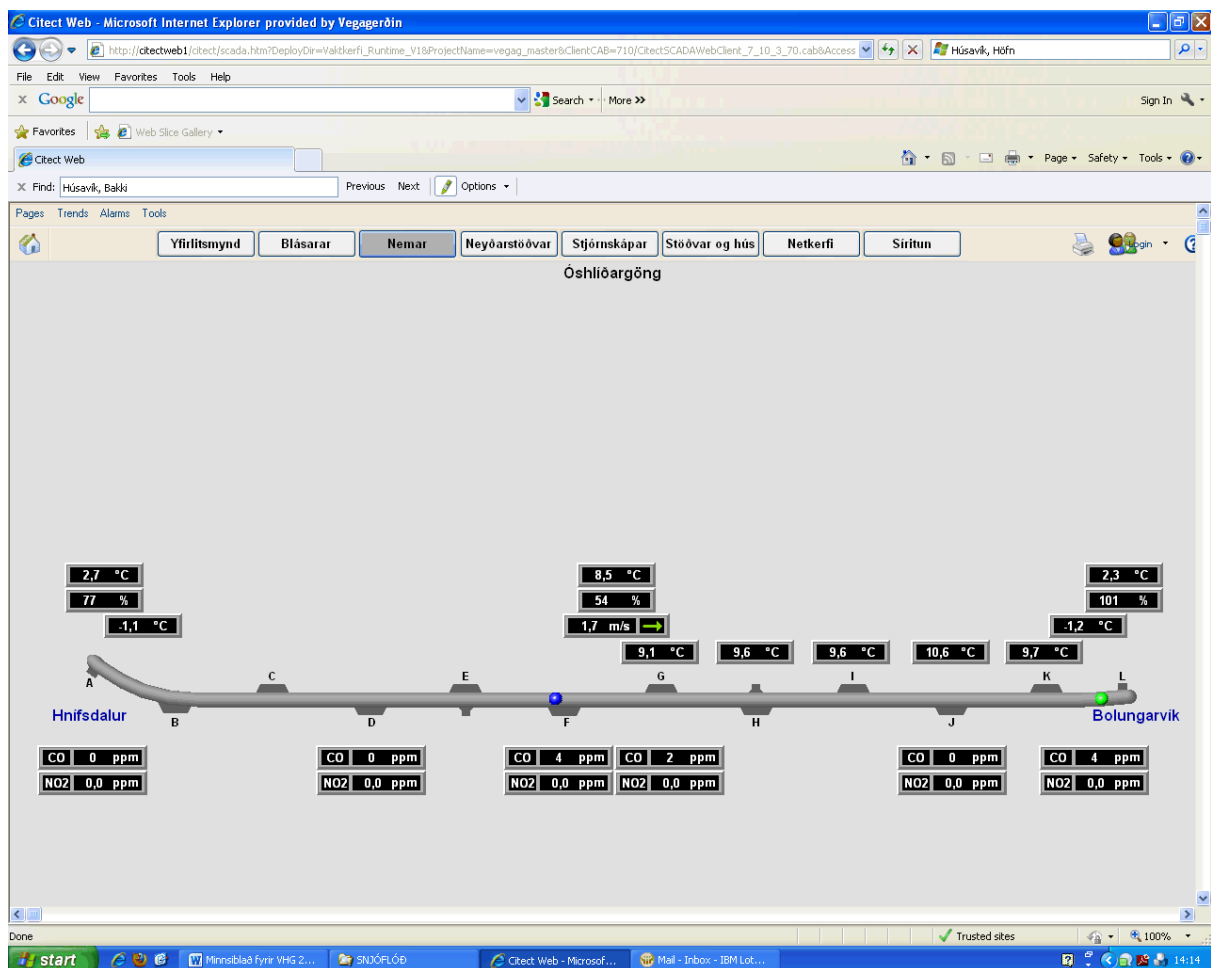 Citect Web - Microsoft Internet Explorer provided by Vegagerðin
http://citectweb1/citect/scada.htm?DeployDir=Vaktkerfi_Runtime_V1&ProjectName=vegag_master&ClientCAB=710/CitectSCADAWebClient_7_10_3_70.cab&Access
Húsavík, Höfn
File Edit View Favorites Tools Help
x Google Search More >> Sign In
Favorites Web Slice Gallery
Citect Web Page Safety Tools
x Find: Húsavík, Bakki Previous Next Options
Pages Trends Alarms Tools
Yfirlitsmynd Blásarar Nemar Neyðarstöðvar Stjórnskápar Stöðvar og hús Netkerfi Síritun Login
Óshlíðargöng
2,7 °C 8,5 °C 2,3 °C
77 % 54 % 101 %
-1,1 °C 1,7 m/s -1,2 °C
9,1 °C 9,6 °C 9,6 °C 10,6 °C 9,7 °C
C E G I K L
A
Hnífsdalur Bolungarvík
B D F H J
CO 0 ppm CO 0 ppm CO 4 ppm CO 2 ppm CO 0 ppm CO 4 ppm
NO2 0,0 ppm NO2 0,0 ppm NO2 0,0 ppm NO2 0,0 ppm NO2 0,0 ppm NO2 0,0 ppm
Done Trusted sites 100%
start Minnsiblað fyrir VHG 2... SNJÓFLÓÐ Citect Web - Microsof... Mail - Inbox - IBM Lot... 14:14